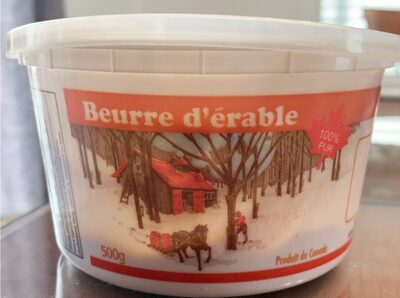 Beurre d'érable
100%
PUR
500g
Produit du Canada